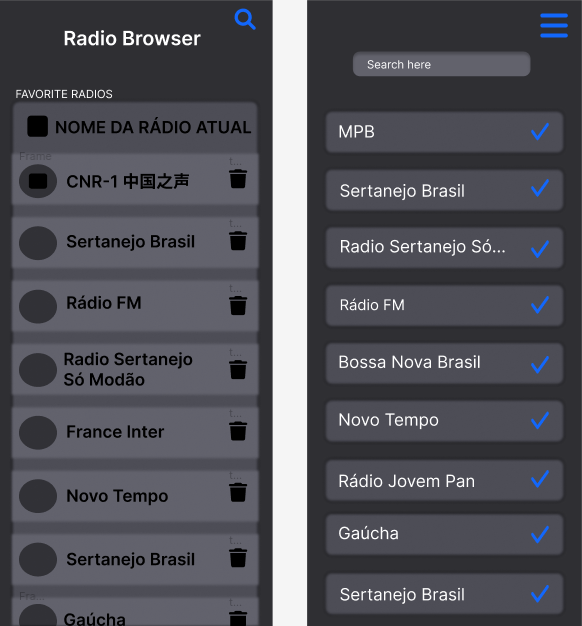 Radio Browser
FAVORITE RADIOS
NOME DA RÁDIO ATUAL
Frame
t...
CNR-1 中国之声
t...
Sertanejo Brasil
t...
Rádio FM
t...
Radio Sertanejo
Só Modão
t...
France Inter
t...
Novo Tempo
t...
Sertanejo Brasil
Fra...
t...
Gaúcha
Search here
MPB
Sertanejo Brasil
Radio Sertanejo Só...
Rádio FM
Bossa Nova Brasil
Novo Tempo
Rádio Jovem Pan
Gaúcha
Sertanejo Brasil